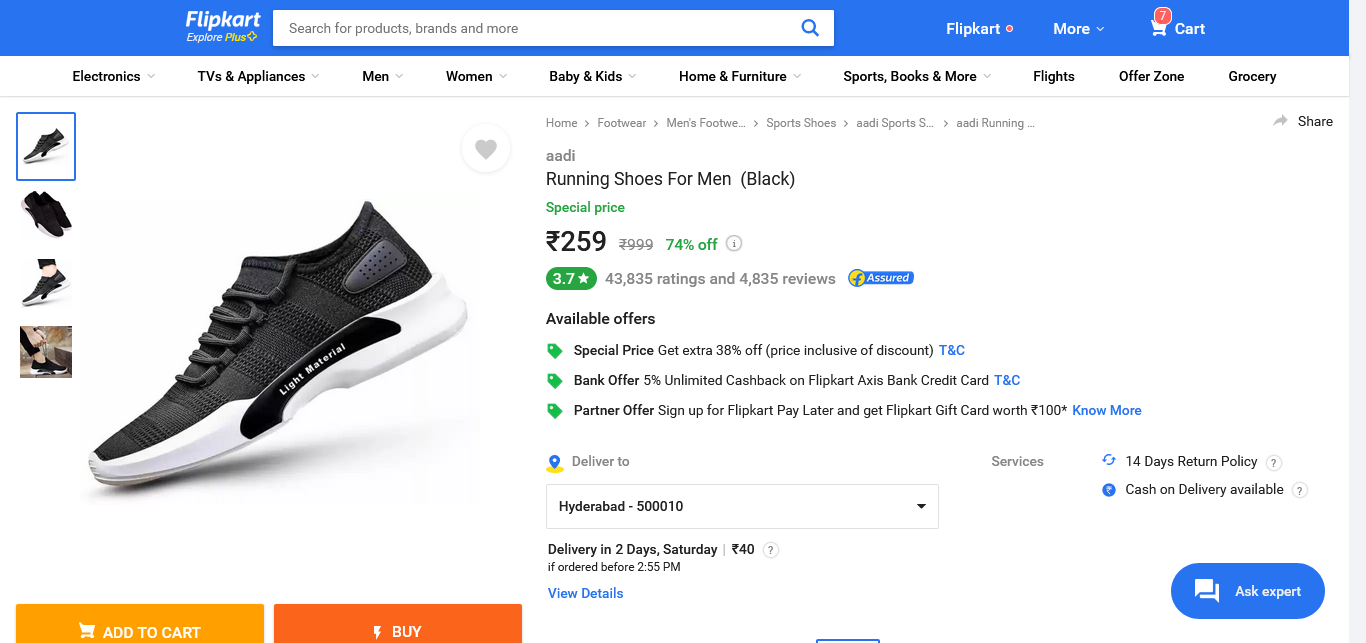 Flipkart
Explore Plus
Search for products, brands and more
Flipkart
More
7
Cart
Electronics
TVs & Appliances
Men
Women
Baby & Kids
Home & Furniture
Sports, Books & More
Flights
Offer Zone
Grocery
Home > Footwear > Men's Footwe... > Sports Shoes > aadi Sports S... > aadi Running ...
Share
aadi
Running Shoes For Men (Black)
Special price
₹259 ₹999 74% off i
3.7 ★ 43,835 ratings and 4,835 reviews f Assured
Light Material
Available offers
Special Price Get extra 38% off (price inclusive of discount) T&C
Bank Offer 5% Unlimited Cashback on Flipkart Axis Bank Credit Card T&C
Partner Offer Sign up for Flipkart Pay Later and get Flipkart Gift Card worth ₹100* Know More
Deliver to
Hyderabad - 500010
Delivery in 2 Days, Saturday | ₹40 ?
if ordered before 2:55 PM
View Details
Services
14 Days Return Policy ?
₹ Cash on Delivery available ?
Ask expert
ADD TO CART
BUY